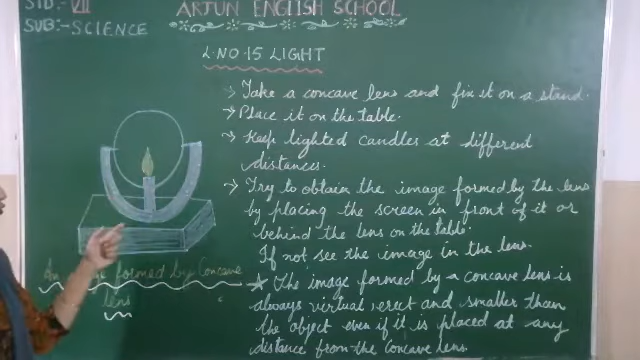 STD:- VII
SUB:- SCIENCE
ARJUN ENGLISH SCHOOL
L.NO.15 LIGHT
→ Take a concave lens and fix it on a stand.
→ Place it on the table.
→ Keep lighted candles at different
distances.
→ Try to obtain the image formed by the lens
by placing the screen in front of it or
behind the lens on the table.
If not see the image in the lens.
★ The image formed by a concave lens is
always virtual, erect and smaller than
the object even if it is placed at any
distance from the concave lens.
An formed by Concave
lens